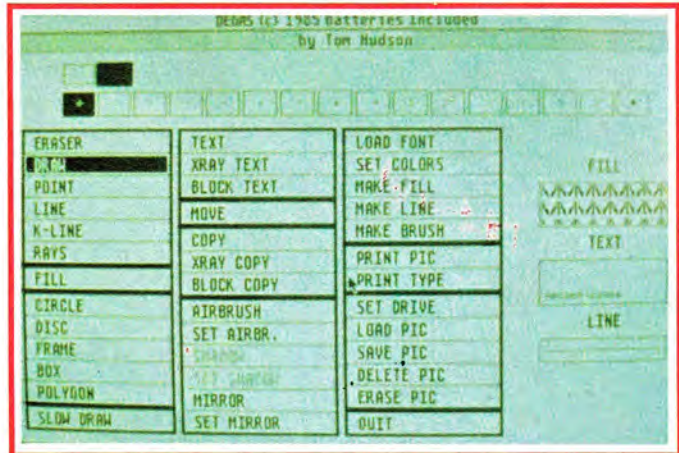 DEGAS (c) 1985 Batteries Included
by Tom Hudson
ERASER
DRAW
POINT
LINE
K-LINE
RAYS
FILL
CIRCLE
DISC
FRAME
BOX
POLYGON
SLOW DRAW
TEXT
XRAY TEXT
BLOCK TEXT
MOVE
COPY
XRAY COPY
BLOCK COPY
AIRBRUSH
SET AIRBR.
SHADOW
SET SHADOW
MIRROR
SET MIRROR
LOAD FONT
SET COLORS
MAKE FILL
MAKE LINE
MAKE BRUSH
PRINT PIC
PRINT TYPE
SET DRIVE
LOAD PIC
SAVE PIC
DELETE PIC
ERASE PIC
QUIT
FILL
TEXT
LINE